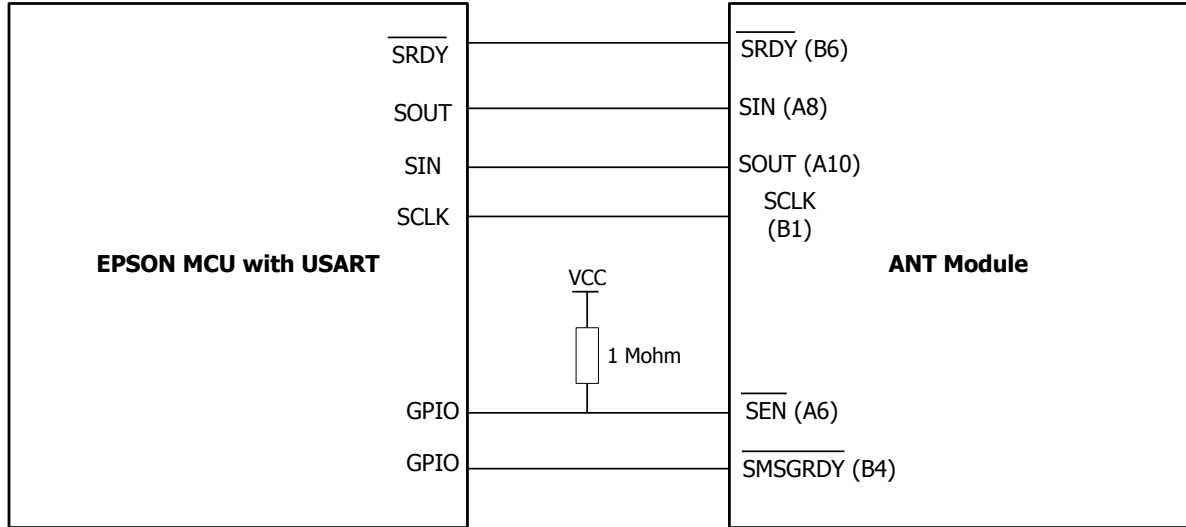 SRDY
SRDY (B6)
SOUT
SIN (A8)
SIN
SOUT (A10)
SCLK
SCLK
(B1)
EPSON MCU with USART
ANT Module
VCC
1 Mohm
GPIO
SEN (A6)
GPIO
SMSGRDY (B4)